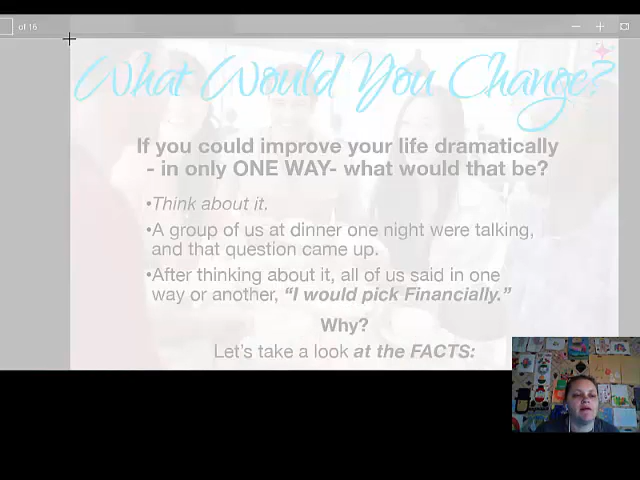 of 16
What Would You Change?
If you could improve your life dramatically
- in only ONE WAY- what would that be?
•Think about it.
•A group of us at dinner one night were talking,
and that question came up.
•After thinking about it, all of us said in one
way or another, “I would pick Financially.”
Why?
Let's take a look at the FACTS: